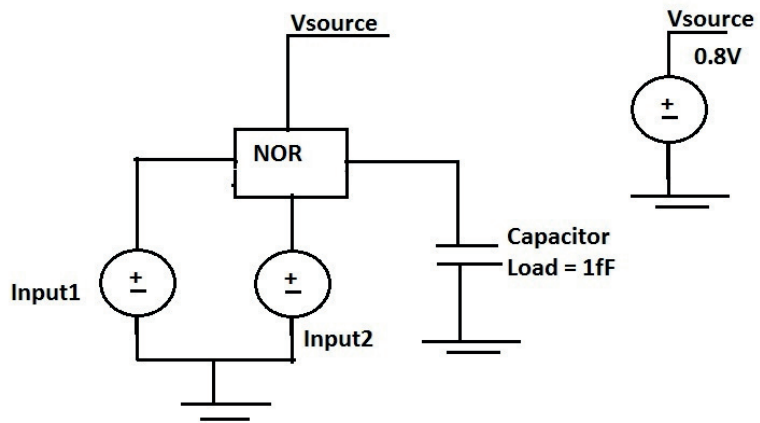 Vsource
Vsource
0.8V
NOR
Capacitor
Load = 1fF
Input1
Input2